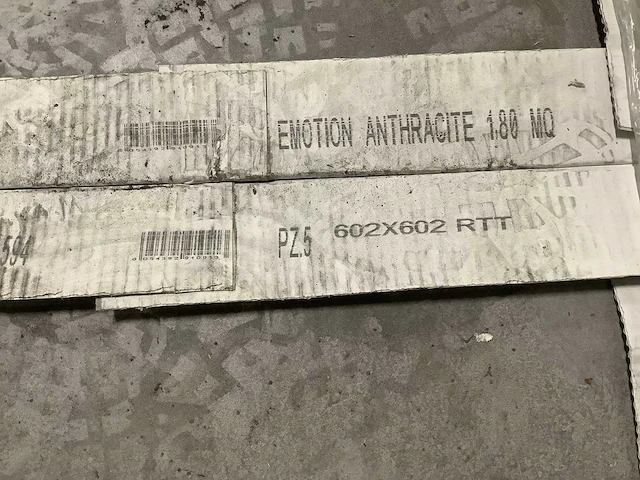 EMOTION ANTHRACITE 1.80 MQ
594
PZ.5 602X602 RTT